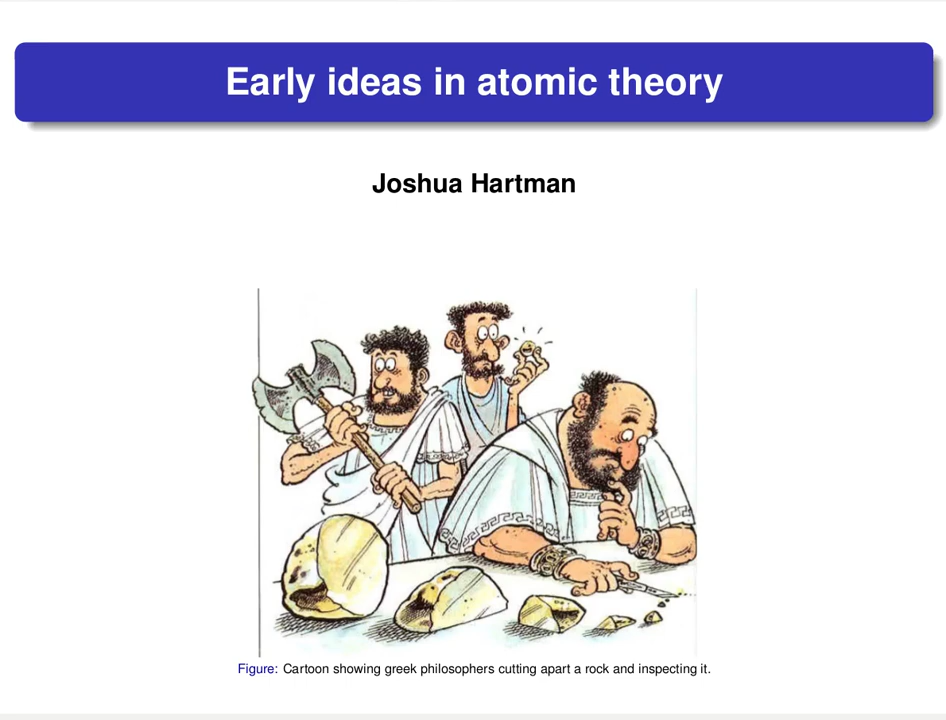 Early ideas in atomic theory
Joshua Hartman
Figure: Cartoon showing greek philosophers cutting apart a rock and inspecting it.